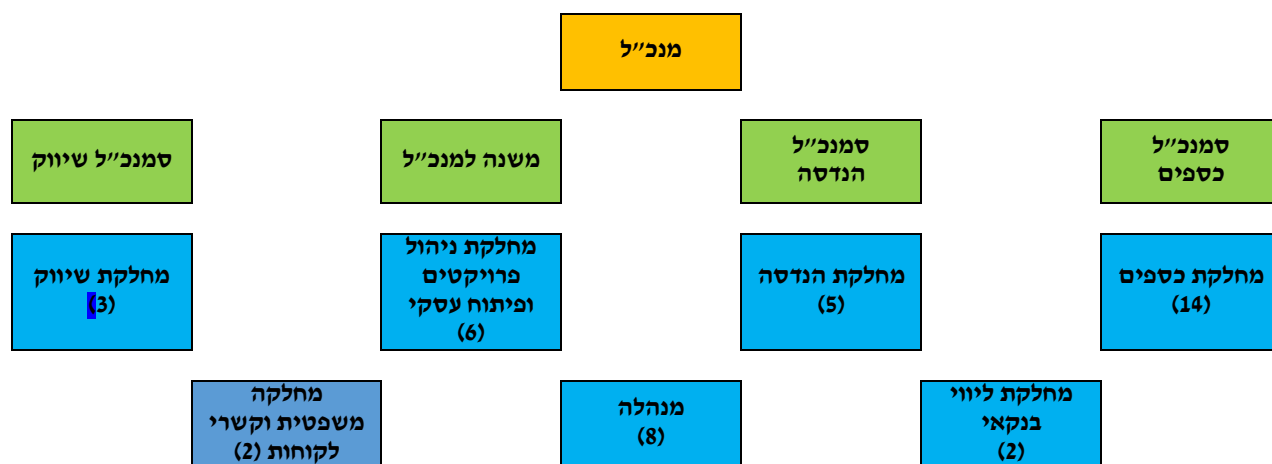 מנכ״ל
סמנכ״ל
כספים
סמנכ״ל
הנדסה
משנה למנכ״ל
סמנכ״ל שיווק
מחלקת כספים
(14)
מחלקת הנדסה
(5)
מחלקת ניהול
פרויקטים
ופיתוח עסקי
(6)
מחלקת שיווק
(3)
מחלקת ליווי
בנקאי
(2)
מנהלה
(8)
מחלקה
משפטית וקשרי
לקוחות (2)